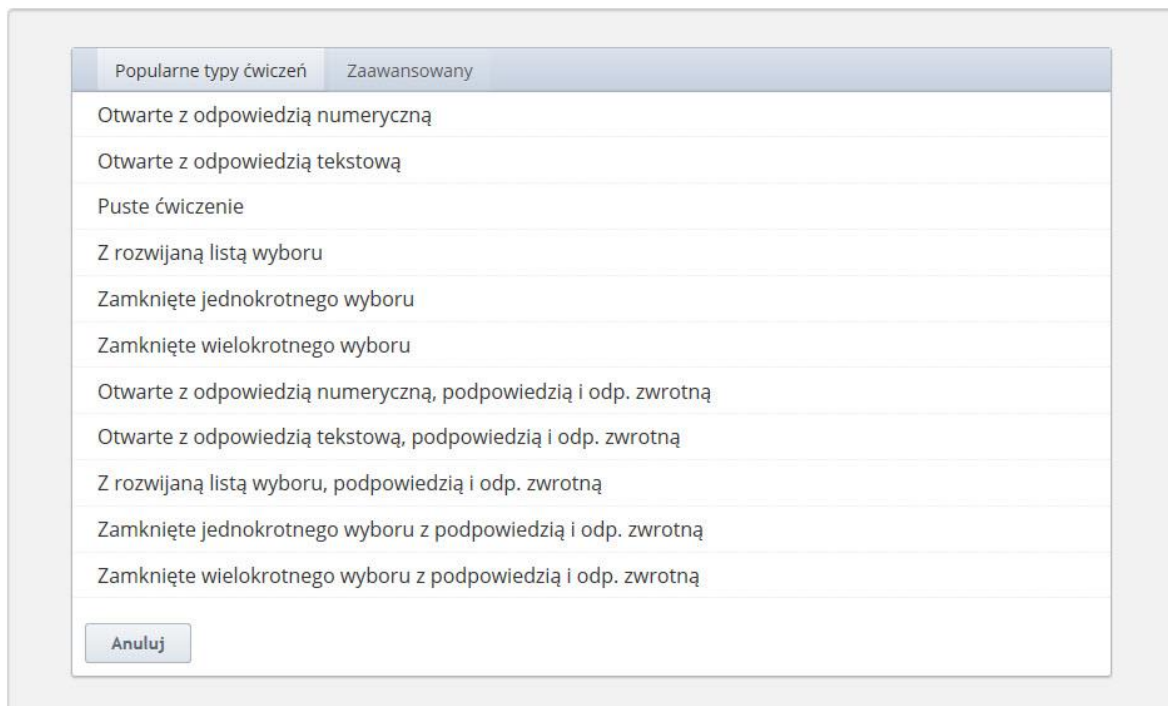 Popularne typy ćwiczeń Zaawansowany
Otwarte z odpowiedzią numeryczną
Otwarte z odpowiedzią tekstową
Puste ćwiczenie
Z rozwijaną listą wyboru
Zamknięte jednokrotnego wyboru
Zamknięte wielokrotnego wyboru
Otwarte z odpowiedzią numeryczną, podpowiedzią i odp. zwrotną
Otwarte z odpowiedzią tekstową, podpowiedzią i odp. zwrotną
Z rozwijaną listą wyboru, podpowiedzią i odp. zwrotną
Zamknięte jednokrotnego wyboru z podpowiedzią i odp. zwrotną
Zamknięte wielokrotnego wyboru z podpowiedzią i odp. zwrotną
Anuluj